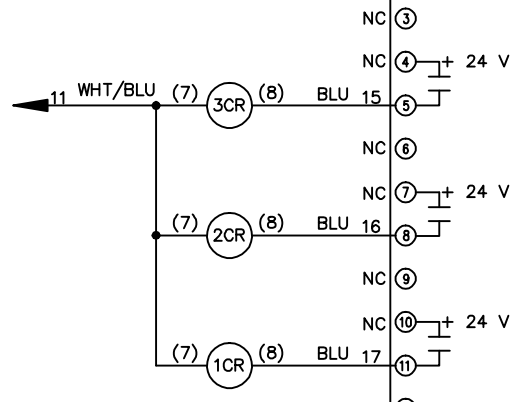 NC 3
NC 4 + 24 V
11 WHT/BLU (7) 3CR (8) BLU 15 5
NC 6
NC 7 + 24 V
(7) 2CR (8) BLU 16 8
NC 9
NC 10 + 24 V
(7) 1CR (8) BLU 17 11